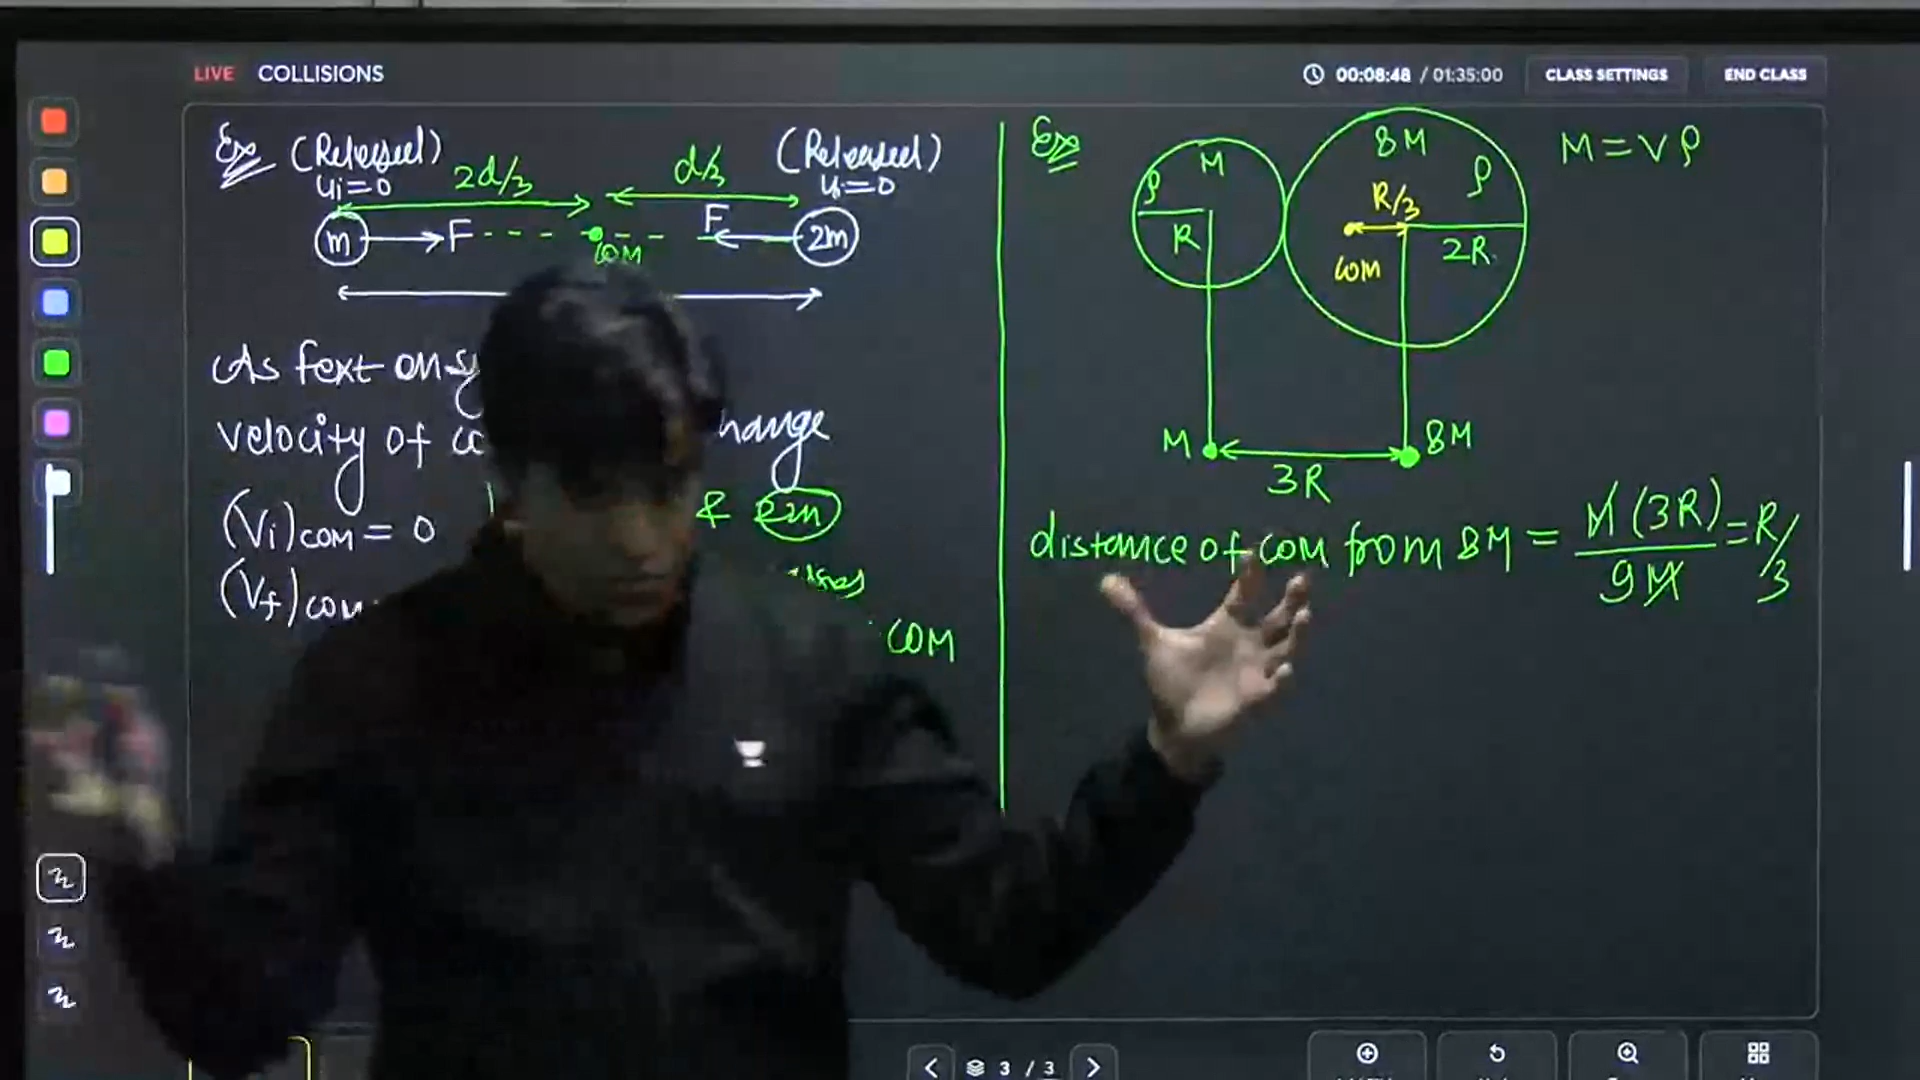 LIVE COLLISIONS
00:08:48 / 01:35:00
CLASS SETTINGS
END CLASS
Ex (Released) (Released)
ui=0 2d/3 d/3 ui=0
m F F 2m
COM
As fext on
velocity of hange
(Vi)com = 0 & 2m
(Vf)com
COM
Ex
M 8M M = Vρ
ρ ρ
R/3
R 2R
COM
M 8M
3R
distance of COM from 8M = M(3R)/9M = R/3
3 / 3